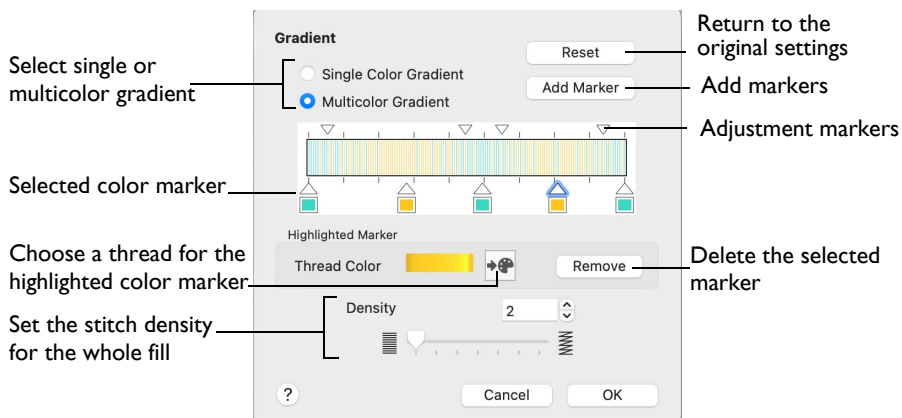 Gradient
Return to the
original settings
Reset
Select single or
multicolor gradient
Single Color Gradient
Add Marker
Add markers
Multicolor Gradient
Adjustment markers
Selected color marker
Highlighted Marker
Choose a thread for the
highlighted color marker
Thread Color
Remove
Delete the selected
marker
Density
2
Set the stitch density
for the whole fill
?
Cancel
OK